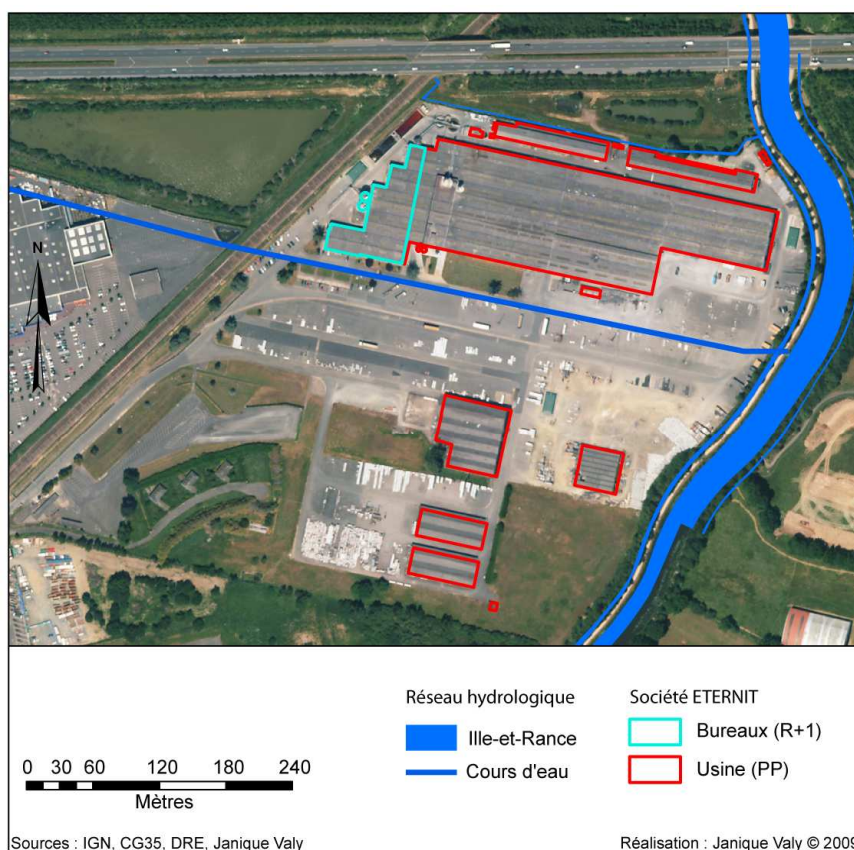 N
Réseau hydrologique
Ille-et-Rance
Cours d'eau
Société ETERNIT
Bureaux (R+1)
Usine (PP)
0 30 60 120 180 240
Mètres
Sources : IGN, CG35, DRE, Janique Valy
Réalisation : Janique Valy © 2009